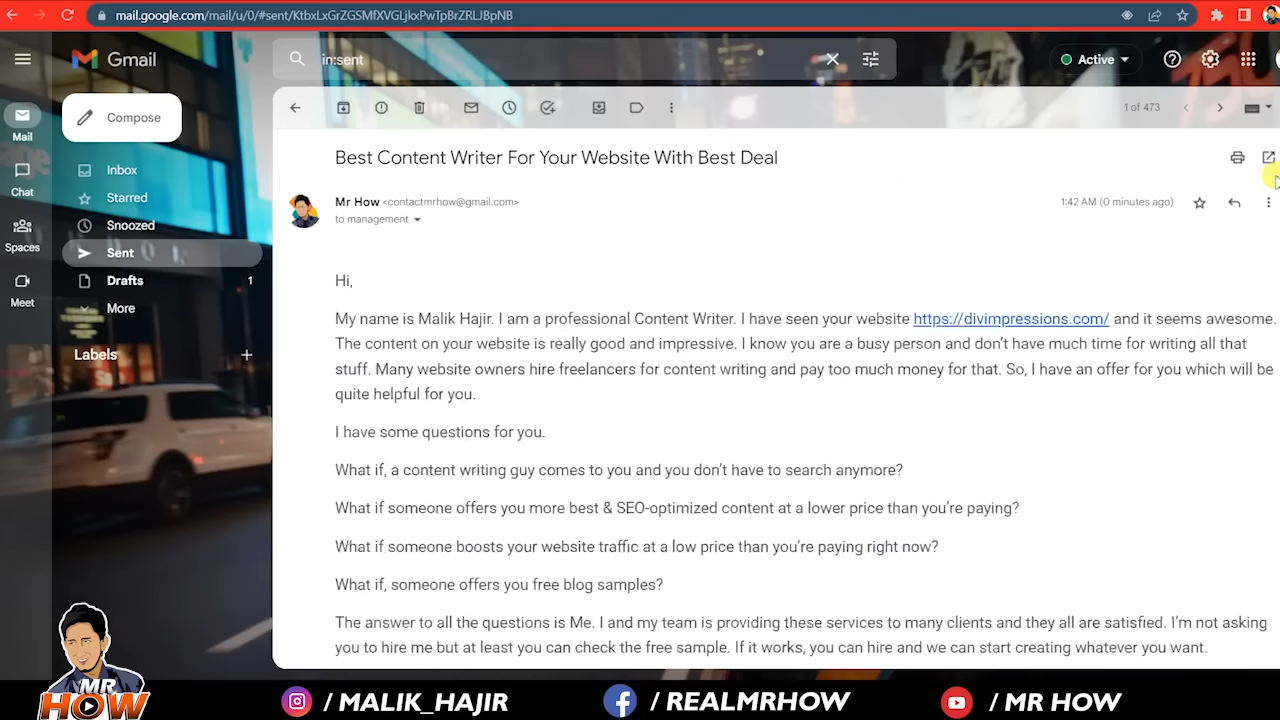 mail.google.com/mail/u/0/#sent/KtbxLxGrZGSMfXVGLjkxPwTpBrZRLJBpNB
Gmail
in:sent
Active
Mail
Compose
1 of 473
Chat
Inbox
Best Content Writer For Your Website With Best Deal
Starred
Mr How <contactmrhow@gmail.com>
1:42 AM (0 minutes ago)
to management
Spaces
Snoozed
Sent
Meet
Drarts 1
More
Labels
Hi,
My name is Malik Hajir. I am a professional Content Writer. I have seen your website https://divimpressions.com/ and it seems awesome.
The content on your website is really good and impressive. I know you are a busy person and don't have much time for writing all that
stuff. Many website owners hire freelancers for content writing and pay too much money for that. So, I have an offer for you which will be
quite helpful for you.
I have some questions for you.
What if, a content writing guy comes to you and you don't have to search anymore?
What if someone offers you more best & SEO-optimized content at a lower price than you're paying?
What if someone boosts your website traffic at a low price than you're paying right now?
What if, someone offers you free blog samples?
The answer to all the questions is Me. I and my team is providing these services to many clients and they all are satisfied. I'm not asking
you to hire me but at least you can check the free sample. If it works, you can hire and we can start creating whatever you want.
MR
HOW
/ MALIK_HAJIR
/ REALMRHOW
/ MR HOW